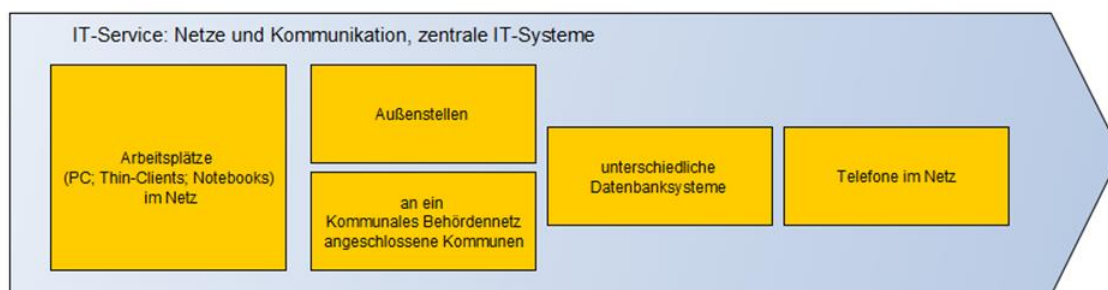 IT-Service: Netze und Kommunikation, zentrale IT-Systeme
Arbeitsplätze
(PC; Thin-Clients; Notebooks)
im Netz
Außenstellen
an ein
Kommunales Behördennetz
angeschlossene Kommunen
unterschiedliche
Datenbanksysteme
Telefone im Netz